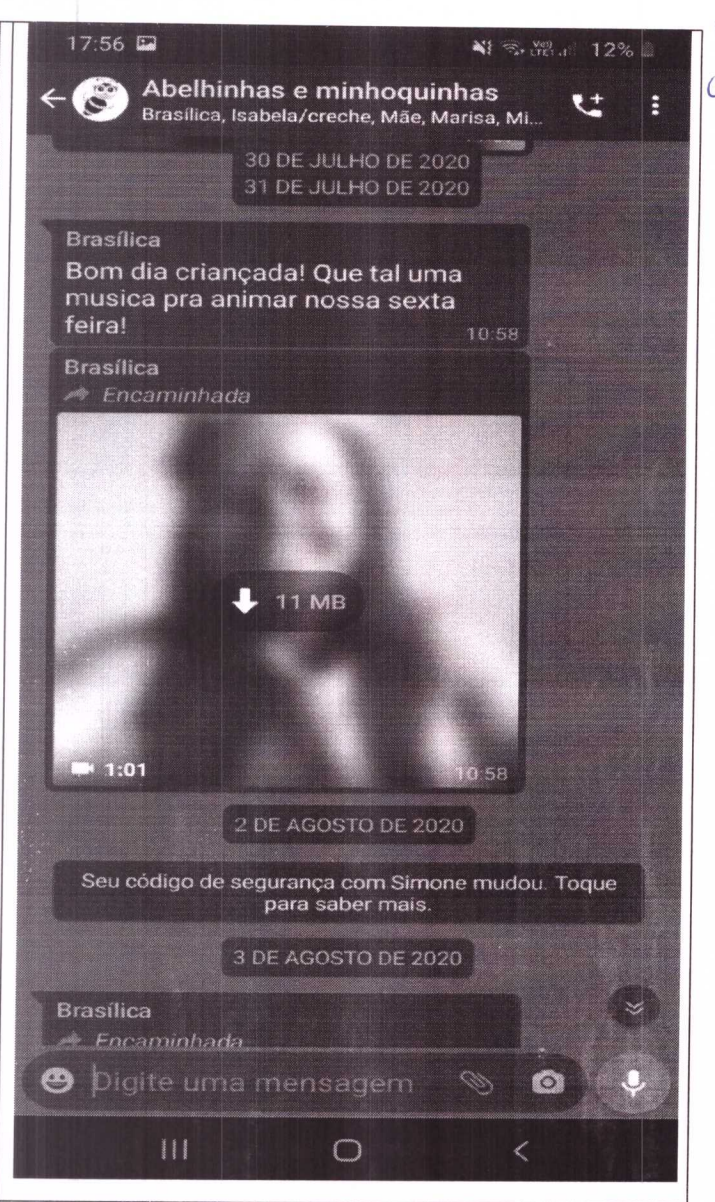 17:56 12%
Abelhinhas e minhoquinhas
Brasílica, Isabela/creche, Mãe, Marisa, Mi...
30 DE JULHO DE 2020
31 DE JULHO DE 2020
Brasílica
Bom dia criançada! Que tal uma
musica pra animar nossa sexta
feira!
10:58
Brasílica
Encaminhada
11 MB
1:01 10:58
2 DE AGOSTO DE 2020
Seu código de segurança com Simone mudou. Toque
para saber mais.
3 DE AGOSTO DE 2020
Brasílica
Encaminhada
Digite uma mensagem